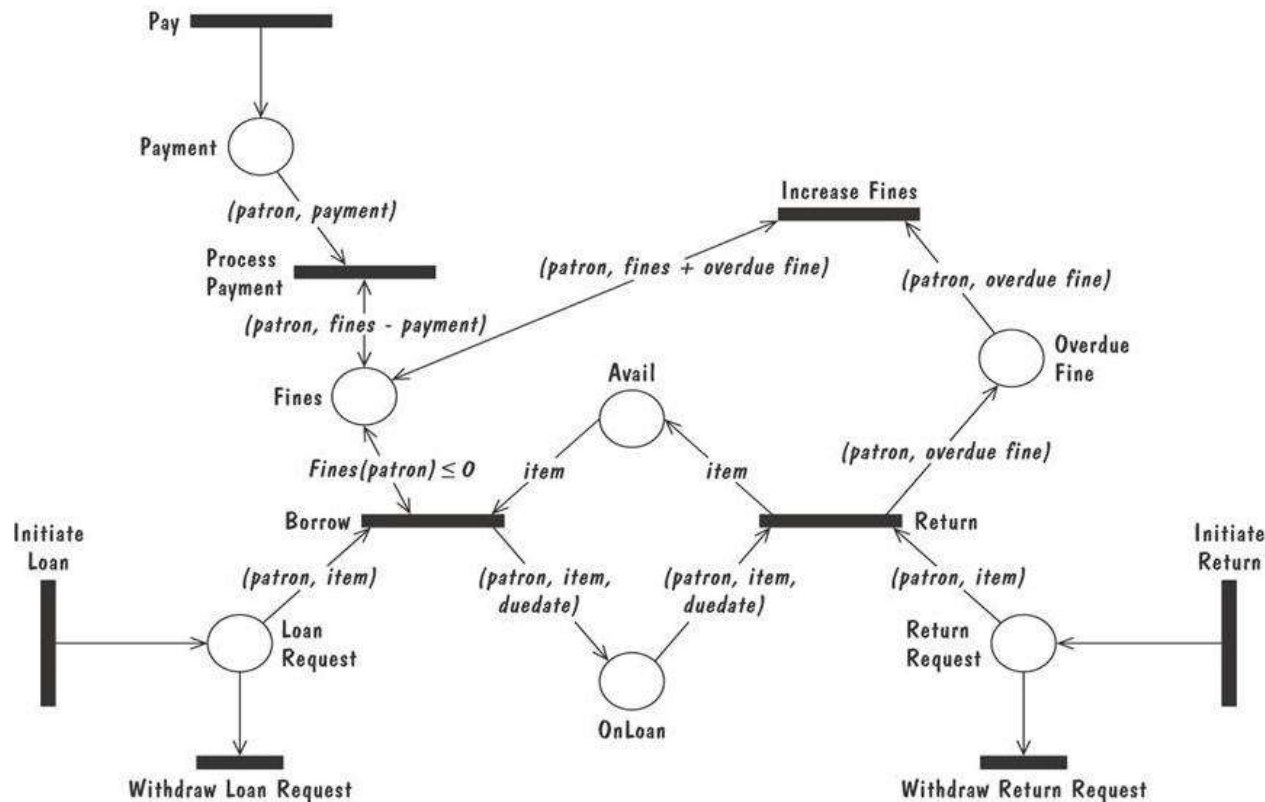 Pay
Payment
(patron, payment)
Increase Fines
Process
Payment
(patron, fines + overdue fine)
(patron, overdue fine)
(patron, fines - payment)
Overdue
Fine
Avail
Fines
(patron, overdue fine)
Fines(patron) ≤ 0
item
item
Borrow
Return
Initiate
Loan
Initiate
Return
(patron, item)
(patron, item,
duedate)
(patron, item,
duedate)
(patron, item)
Loan
Request
Return
Request
OnLoan
Withdraw Loan Request
Withdraw Return Request